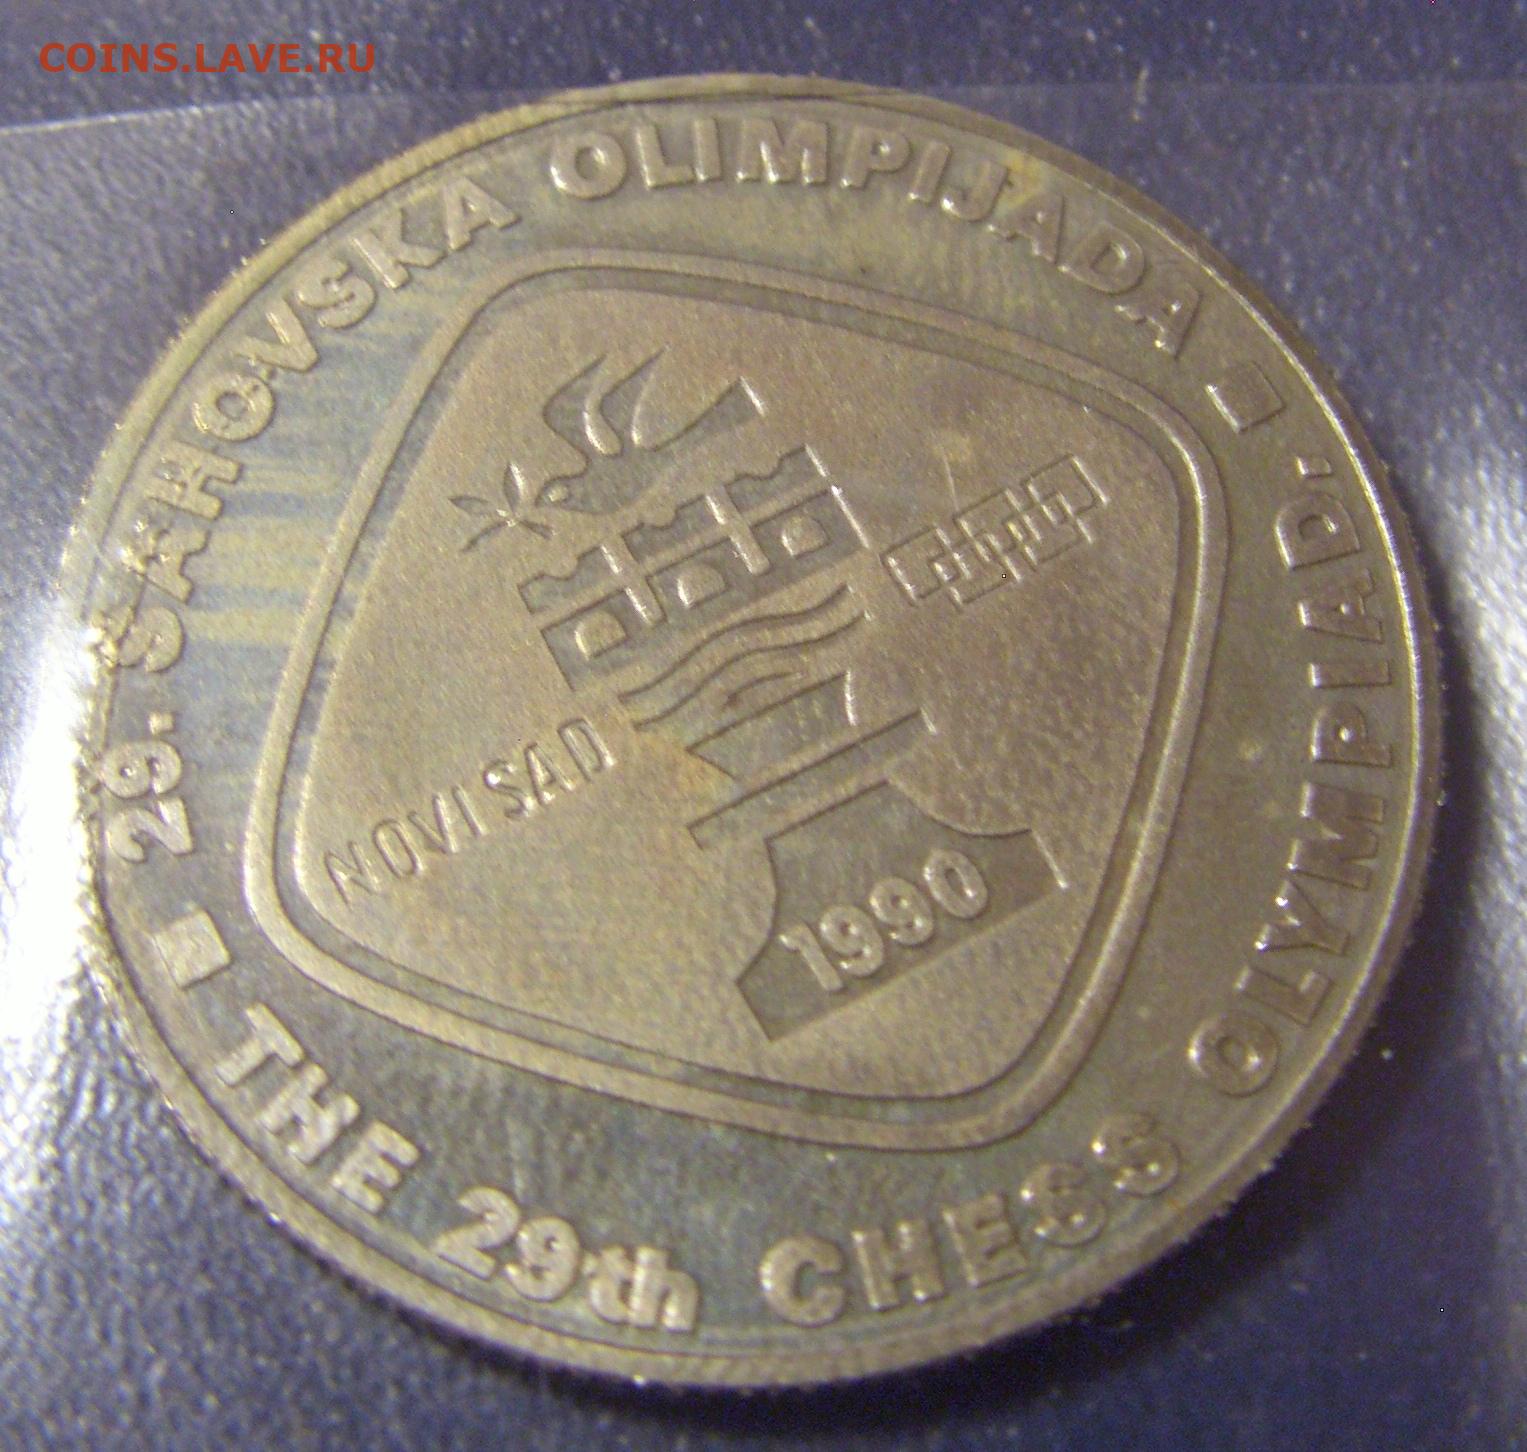 COINS.LAVE.RU
29. ŠAHOVSKA OLIMPIJADA
NOVI SAD
1990
THE 29th CHESS OLYMPIAD.